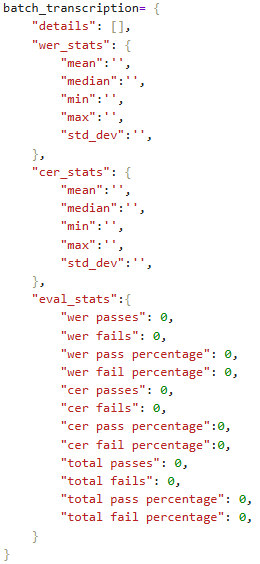 batch_transcription= {
    "details": [],
    "wer_stats": {
        "mean":'',
        "median":'',
        "min":'',
        "max":'',
        "std_dev":'',
    },
    "cer_stats": {
        "mean":'',
        "median":'',
        "min":'',
        "max":'',
        "std_dev":'',
    },
    "eval_stats":{
        "wer passes": 0,
        "wer fails": 0,
        "wer pass percentage": 0,
        "wer fail percentage": 0,
        "cer passes": 0,
        "cer fails": 0,
        "cer pass percentage":0,
        "cer fail percentage":0,
        "total passes": 0,
        "total fails": 0,
        "total pass percentage": 0,
        "total fail percentage": 0,
    }
}